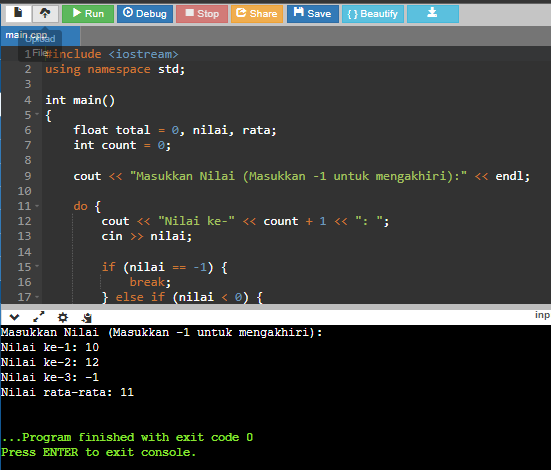 Run Debug Stop Share Save { } Beautify
main.cpp
Upload
File
1 #include <iostream>
2 using namespace std;
3
4 int main()
5 {
6 float total = 0, nilai, rata;
7 int count = 0;
8
9 cout << "Masukkan Nilai (Masukkan -1 untuk mengakhiri):" << endl;
10
11 do {
12 cout << "Nilai ke-" << count + 1 << ": ";
13 cin >> nilai;
14
15 if (nilai == -1) {
16 break;
17 } else if (nilai < 0) {
inp
Masukkan Nilai (Masukkan -1 untuk mengakhiri):
Nilai ke-1: 10
Nilai ke-2: 12
Nilai ke-3: -1
Nilai rata-rata: 11
...Program finished with exit code 0
Press ENTER to exit console.